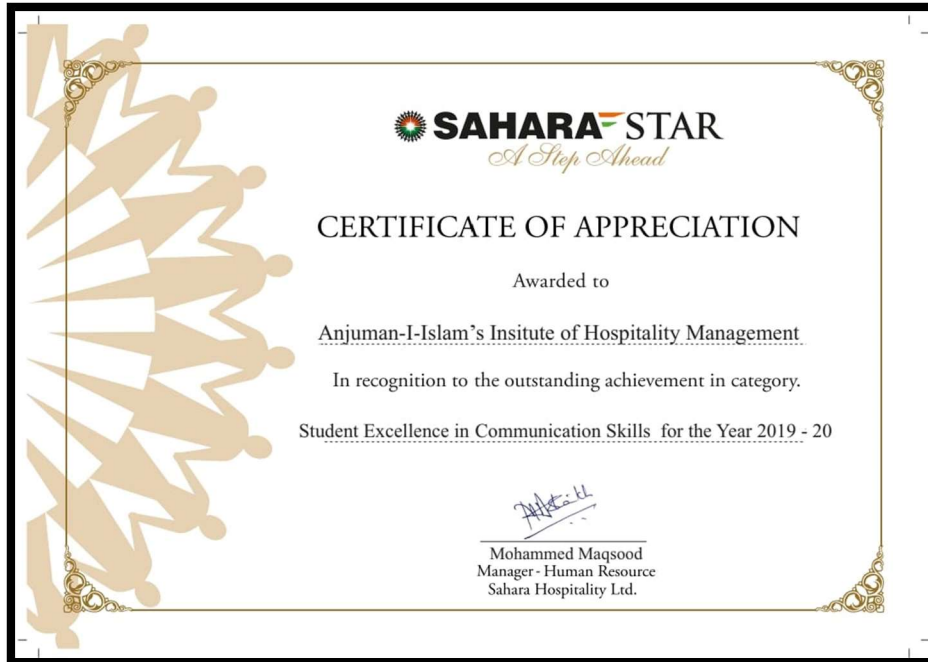 SAHARA STAR
A Step Ahead
CERTIFICATE OF APPRECIATION
Awarded to
Anjuman-I-Islam's Insitute of Hospitality Management
In recognition to the outstanding achievement in category.
Student Excellence in Communication Skills for the Year 2019 - 20
Mohammed Maqsood
Manager - Human Resource
Sahara Hospitality Ltd.